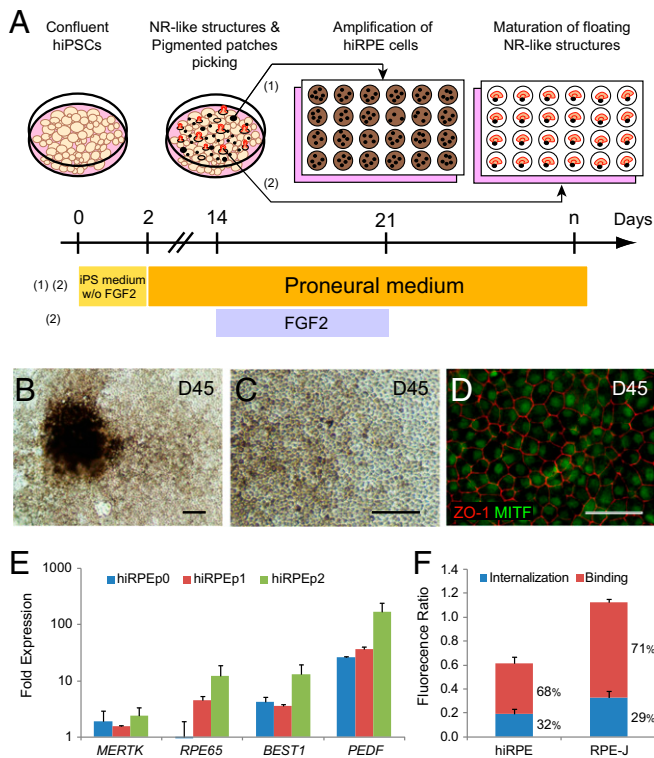 A
Confluent
hiPSCs
NR-like structures &
Pigmented patches
picking
Amplification of
hiRPE cells
Maturation of floating
NR-like structures
(1)
(2)
0
2
14
21
n
Days
(1) (2)
iPS medium
w/o FGF2
Proneural medium
(2)
FGF2
B
D45
C
D45
D
D45
ZO-1 MITF
E
Fold Expression
1000
100
10
1
hiRPEp0
hiRPEp1
hiRPEp2
MERTK
RPE65
BEST1
PEDF
F
Fluorecence Ratio
1.4
1.2
1.0
0.8
0.6
0.4
0.2
0.0
Internalization
Binding
68%
32%
71%
29%
hiRPE
RPE-J